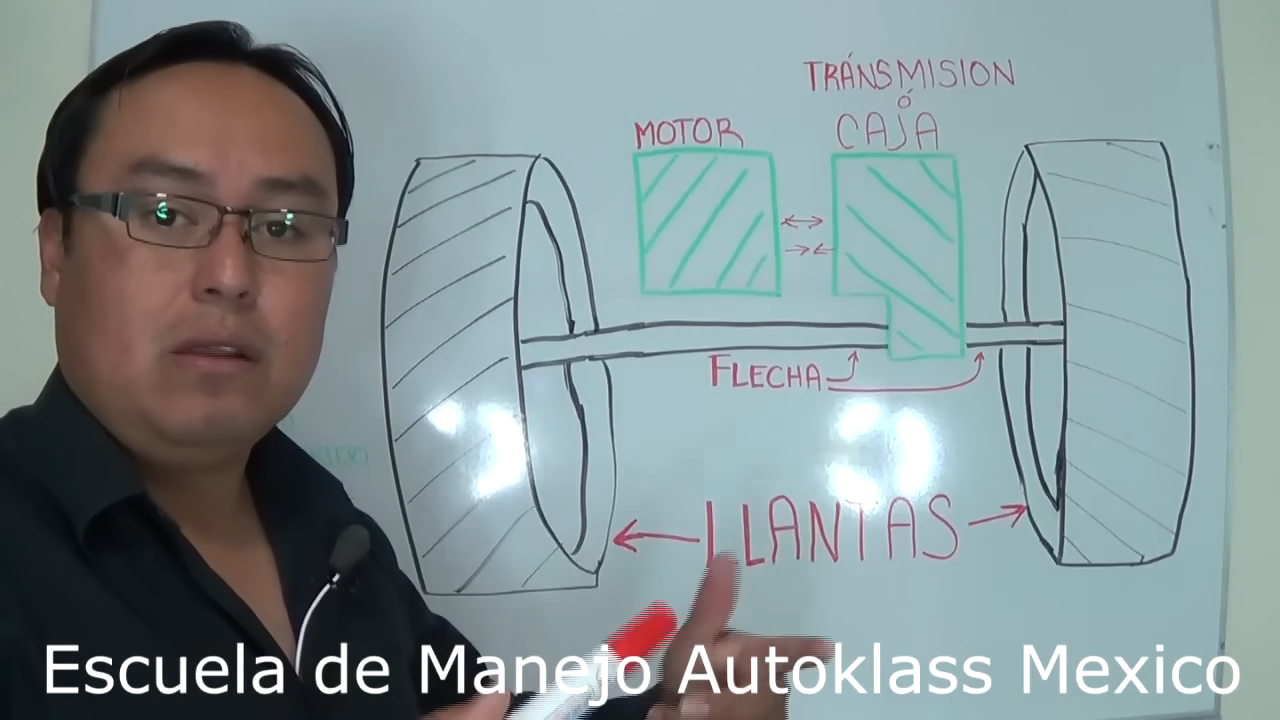 TRÁNSMISION
Ó
CAJA
MOTOR
FLECHA
LLANTAS
Escuela de Manejo Autoklass Mexico